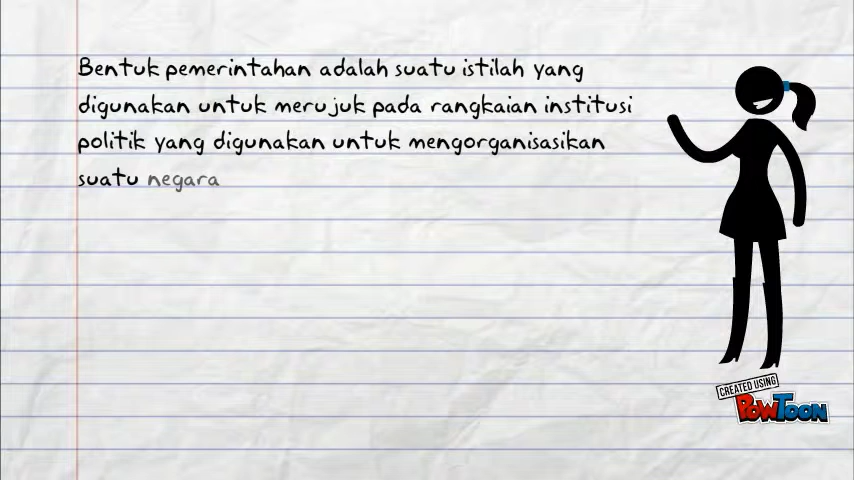 Bentuk pemerintahan adalah suatu istilah yang
digunakan untuk merujuk pada rangkaian institusi
politik yang digunakan untuk mengorganisasikan
suatu negara
CREATED USING
POWTOON